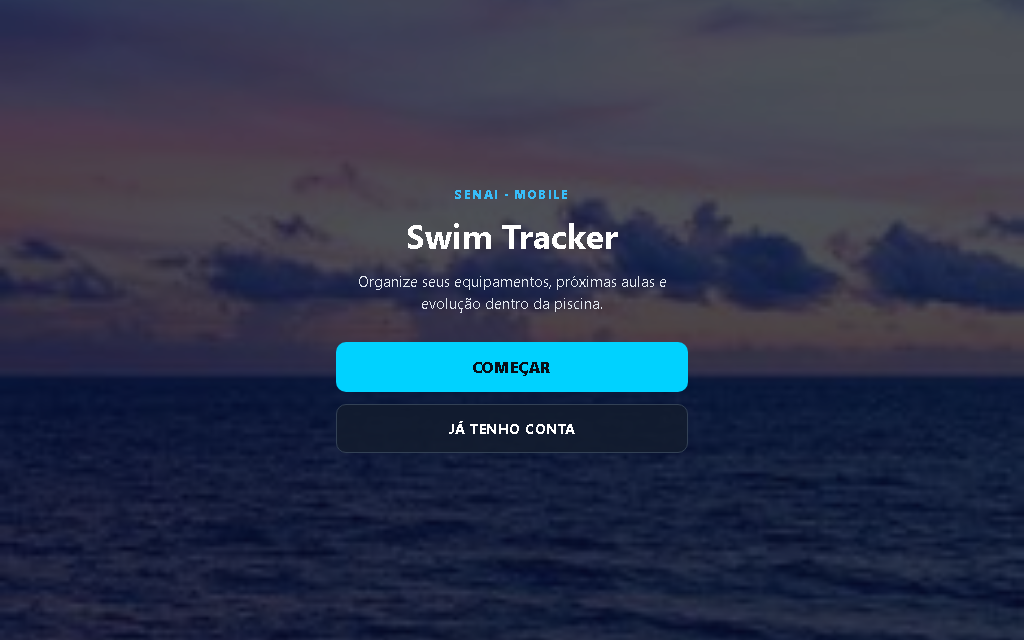 SENAI - MOBILE
Swim Tracker
Organize seus equipamentos, próximas aulas e
evolução dentro da piscina.
COMEÇAR
JÁ TENHO CONTA